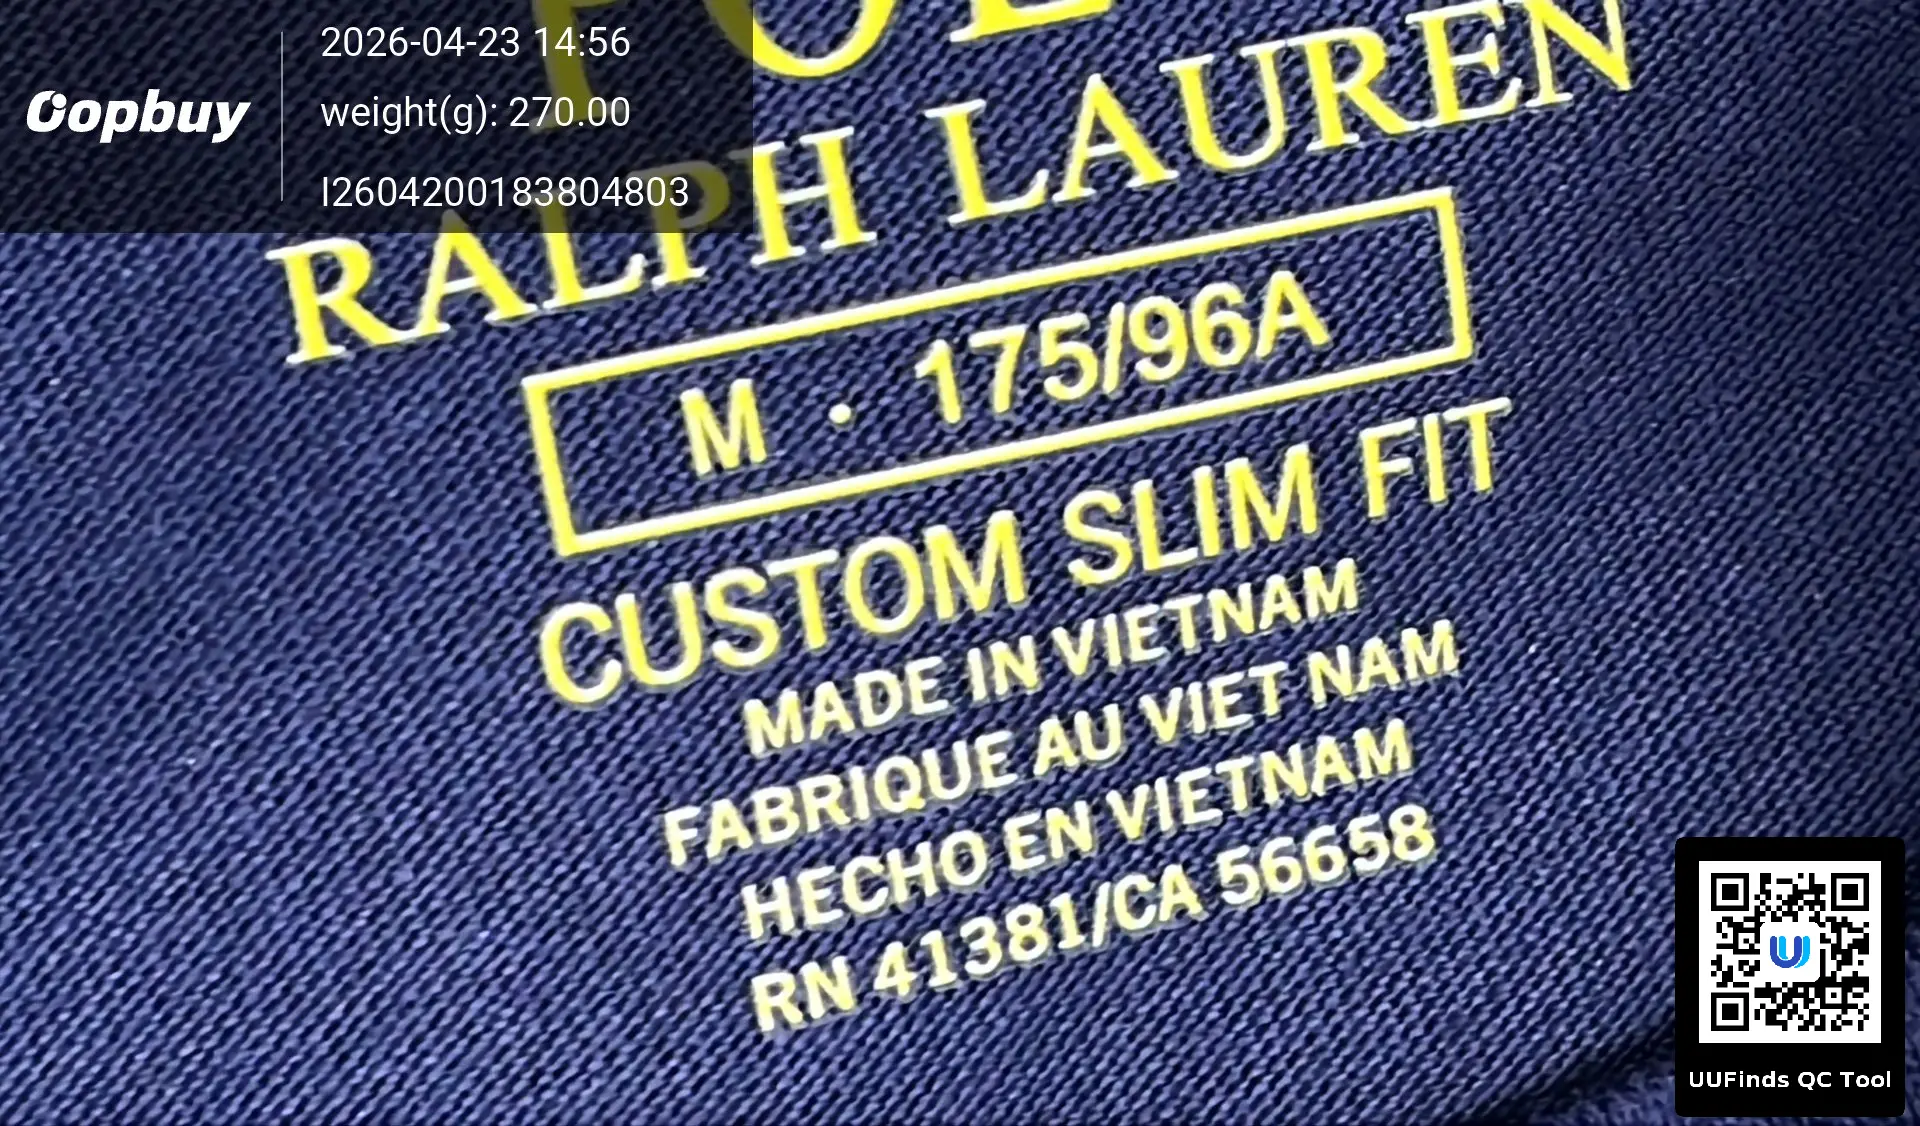 oopbuy
2026-04-23 14:56
weight(g): 270.00
I2604200183804803
RALPH LAUREN
M · 175/96A
CUSTOM SLIM FIT
MADE IN VIETNAM
FABRIQUE AU VIET NAM
HECHO EN VIETNAM
RN 41381/CA 56658
UUFinds QC Tool